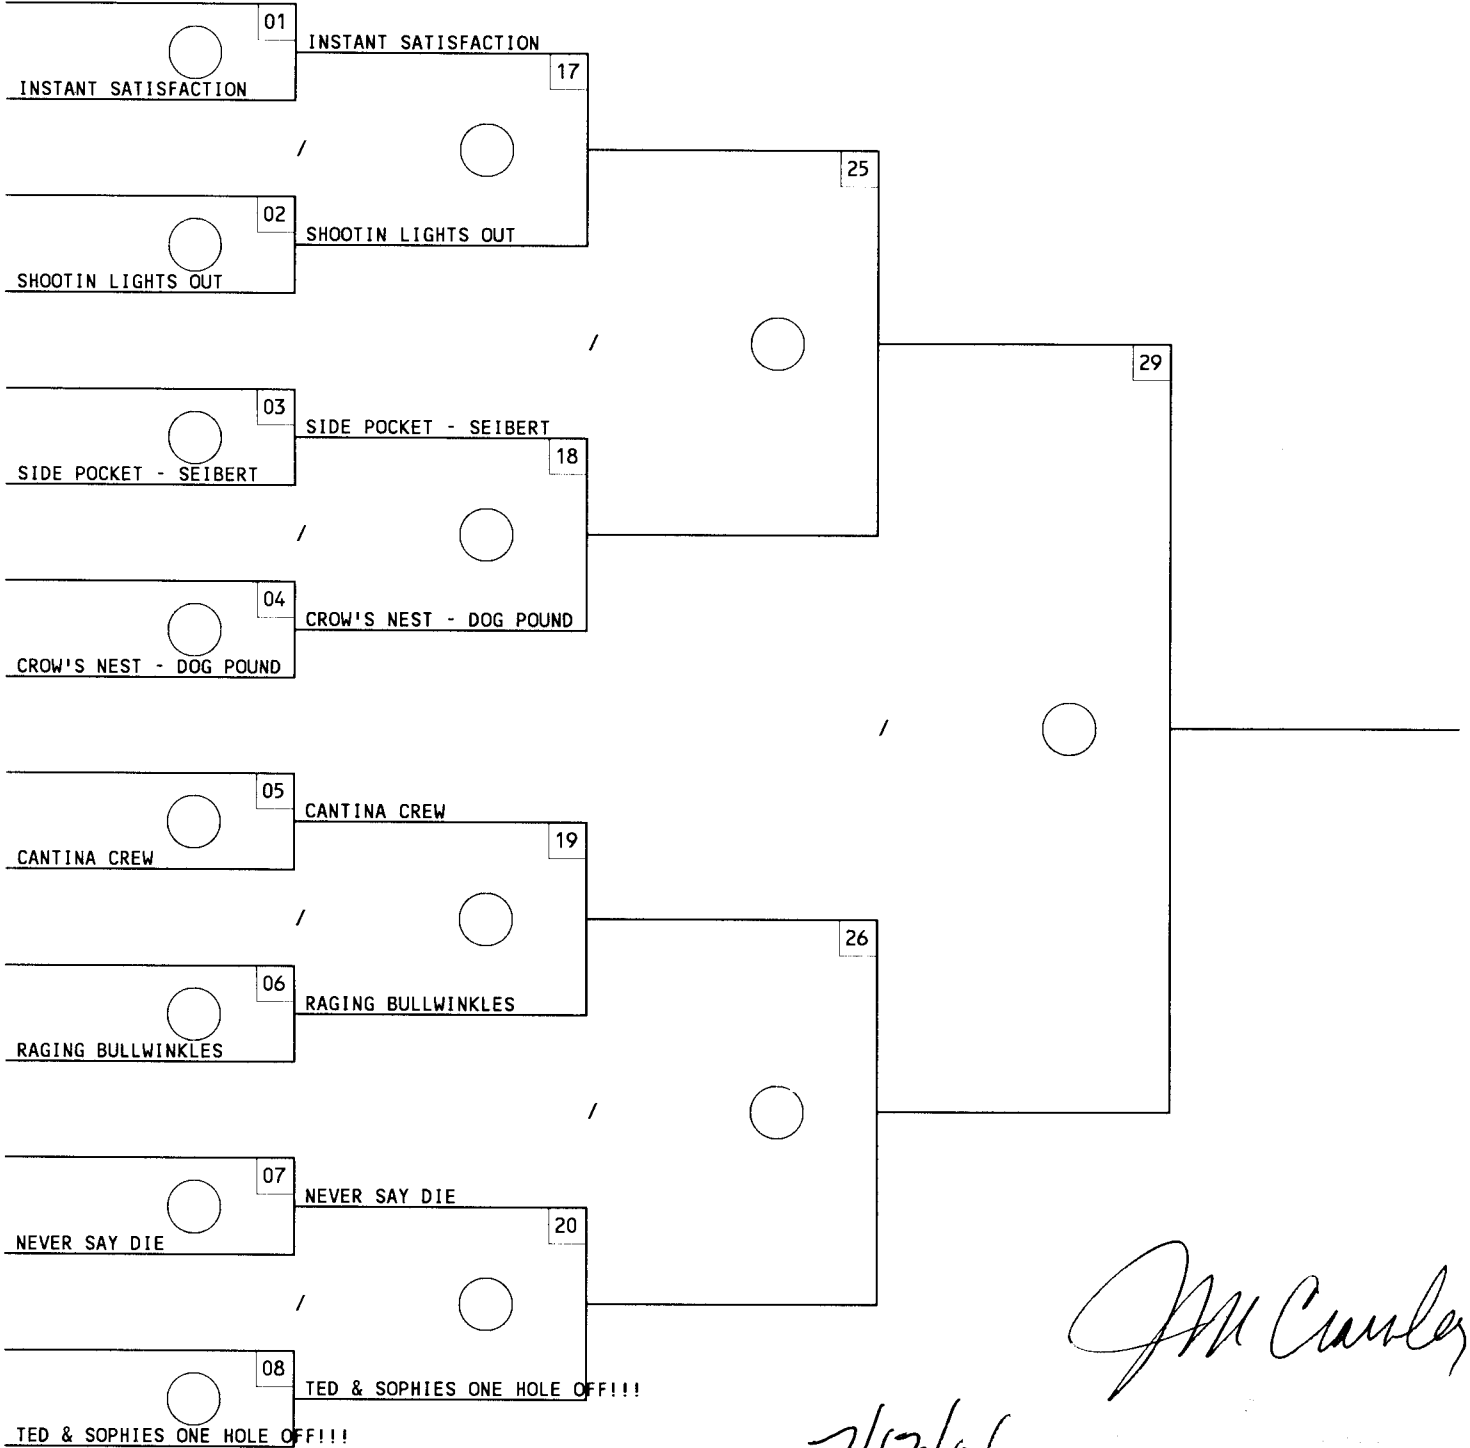 01
INSTANT SATISFACTION
17
INSTANT SATISFACTION
/
25
02
SHOOTIN LIGHTS OUT
SHOOTIN LIGHTS OUT
/
29
03
SIDE POCKET - SEIBERT
18
SIDE POCKET - SEIBERT
/
04
CROW'S NEST - DOG POUND
CROW'S NEST - DOG POUND
/
05
CANTINA CREW
19
CANTINA CREW
/
26
06
RAGING BULLWINKLES
RAGING BULLWINKLES
/
07
NEVER SAY DIE
20
NEVER SAY DIE
/
08
TED & SOPHIES ONE HOLE OFF!!!
TED & SOPHIES ONE HOLE OFF!!!